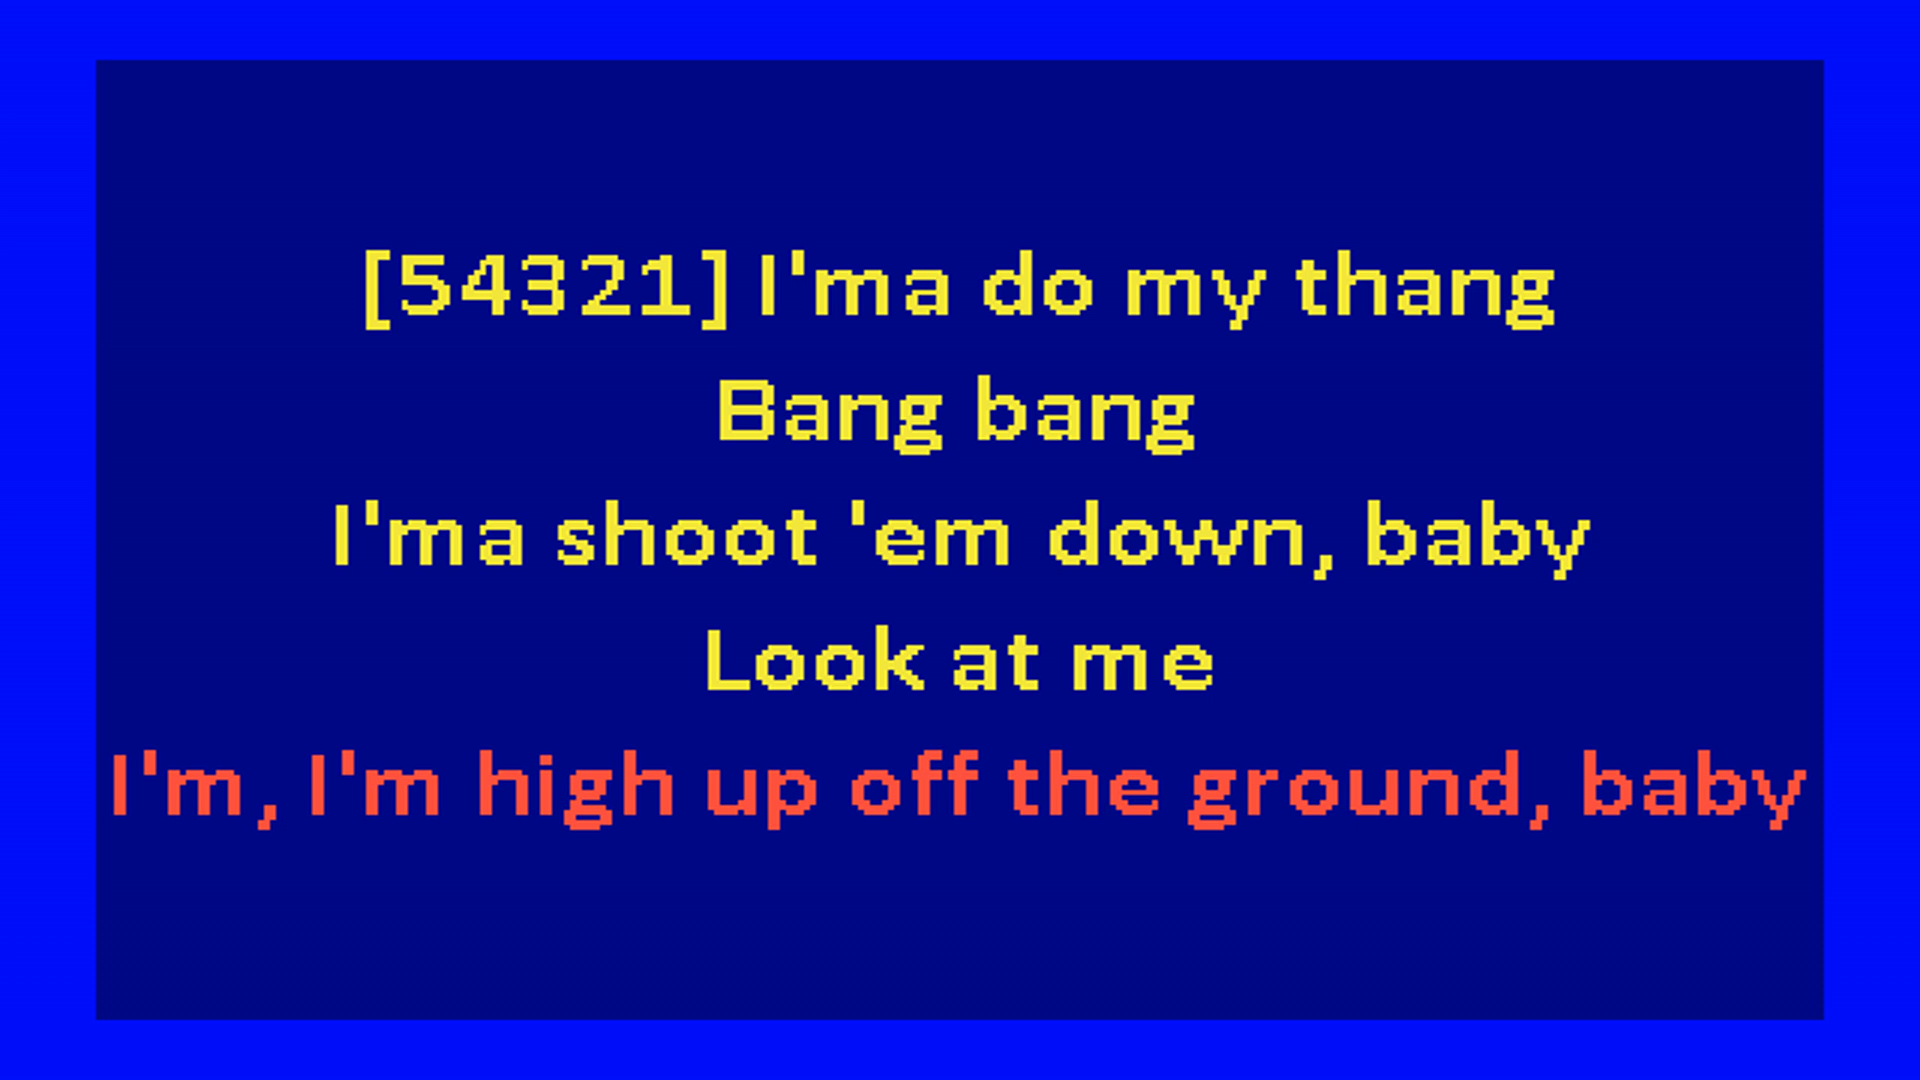 [54321] I'ma do my thang
Bang bang
I'ma shoot 'em down, baby
Look at me
I'm, I'm high up off the ground, baby